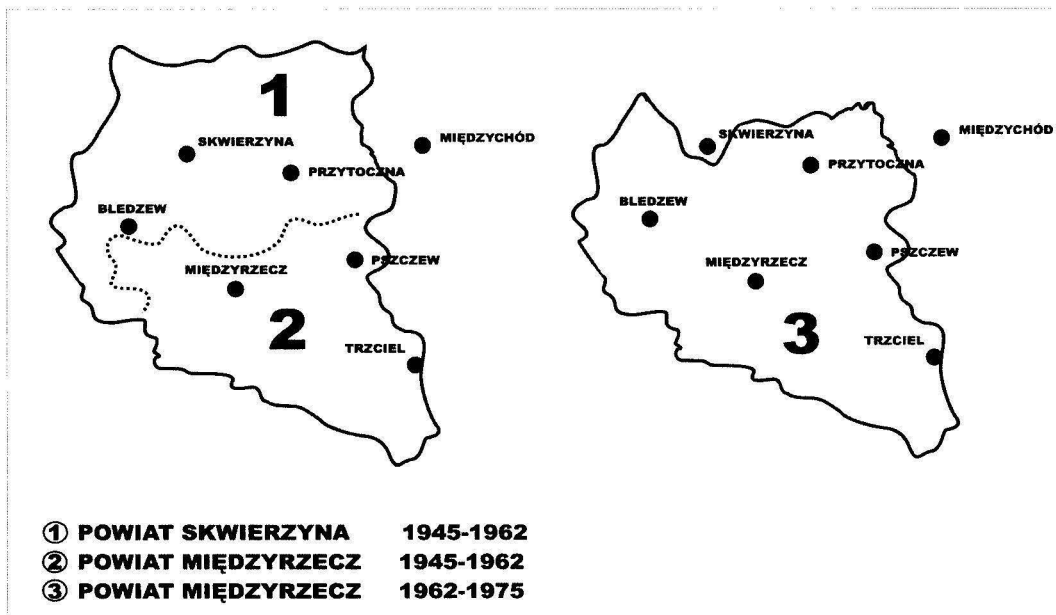 1
SKWIERZYNA
MIĘDZYCHÓD
PRZYTOCZNA
BLEDZEW
PSZCZEW
MIĘDZYRZECZ
2
TRZCIEL
SKWIERZYNA
MIĘDZYCHÓD
PRZYTOCZNA
BLEDZEW
PSZCZEW
MIĘDZYRZECZ
3
TRZCIEL
① POWIAT SKWIERZYNA 1945-1962
② POWIAT MIĘDZYRZECZ 1945-1962
③ POWIAT MIĘDZYRZECZ 1962-1975